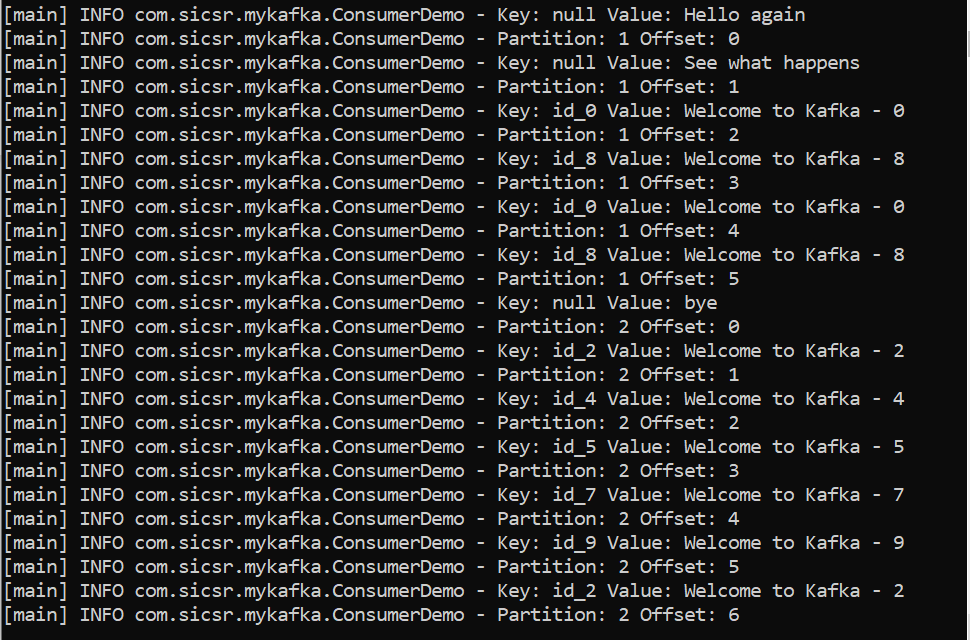 [main] INFO com.sicsr.mykafka.ConsumerDemo - Key: null Value: Hello again
[main] INFO com.sicsr.mykafka.ConsumerDemo - Partition: 1 Offset: 0
[main] INFO com.sicsr.mykafka.ConsumerDemo - Key: null Value: See what happens
[main] INFO com.sicsr.mykafka.ConsumerDemo - Partition: 1 Offset: 1
[main] INFO com.sicsr.mykafka.ConsumerDemo - Key: id_0 Value: Welcome to Kafka - 0
[main] INFO com.sicsr.mykafka.ConsumerDemo - Partition: 1 Offset: 2
[main] INFO com.sicsr.mykafka.ConsumerDemo - Key: id_8 Value: Welcome to Kafka - 8
[main] INFO com.sicsr.mykafka.ConsumerDemo - Partition: 1 Offset: 3
[main] INFO com.sicsr.mykafka.ConsumerDemo - Key: id_0 Value: Welcome to Kafka - 0
[main] INFO com.sicsr.mykafka.ConsumerDemo - Partition: 1 Offset: 4
[main] INFO com.sicsr.mykafka.ConsumerDemo - Key: id_8 Value: Welcome to Kafka - 8
[main] INFO com.sicsr.mykafka.ConsumerDemo - Partition: 1 Offset: 5
[main] INFO com.sicsr.mykafka.ConsumerDemo - Key: null Value: bye
[main] INFO com.sicsr.mykafka.ConsumerDemo - Partition: 2 Offset: 0
[main] INFO com.sicsr.mykafka.ConsumerDemo - Key: id_2 Value: Welcome to Kafka - 2
[main] INFO com.sicsr.mykafka.ConsumerDemo - Partition: 2 Offset: 1
[main] INFO com.sicsr.mykafka.ConsumerDemo - Key: id_4 Value: Welcome to Kafka - 4
[main] INFO com.sicsr.mykafka.ConsumerDemo - Partition: 2 Offset: 2
[main] INFO com.sicsr.mykafka.ConsumerDemo - Key: id_5 Value: Welcome to Kafka - 5
[main] INFO com.sicsr.mykafka.ConsumerDemo - Partition: 2 Offset: 3
[main] INFO com.sicsr.mykafka.ConsumerDemo - Key: id_7 Value: Welcome to Kafka - 7
[main] INFO com.sicsr.mykafka.ConsumerDemo - Partition: 2 Offset: 4
[main] INFO com.sicsr.mykafka.ConsumerDemo - Key: id_9 Value: Welcome to Kafka - 9
[main] INFO com.sicsr.mykafka.ConsumerDemo - Partition: 2 Offset: 5
[main] INFO com.sicsr.mykafka.ConsumerDemo - Key: id_2 Value: Welcome to Kafka - 2
[main] INFO com.sicsr.mykafka.ConsumerDemo - Partition: 2 Offset: 6